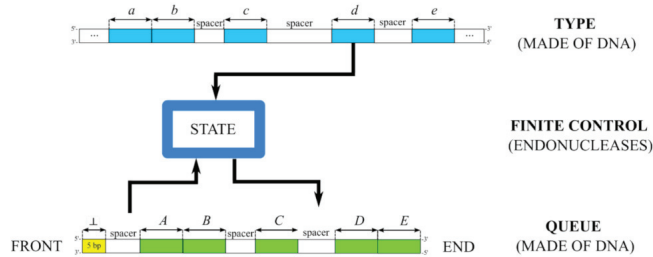 a b spacer c spacer d spacer e
5' ... ... 5'
3' 3'
TYPE
(MADE OF DNA)
STATE
FINITE CONTROL
(ENDONUCLEASES)
⊥ spacer A B spacer C spacer D E
5' 5 bp 5'
3' 3'
FRONT
END
QUEUE
(MADE OF DNA)